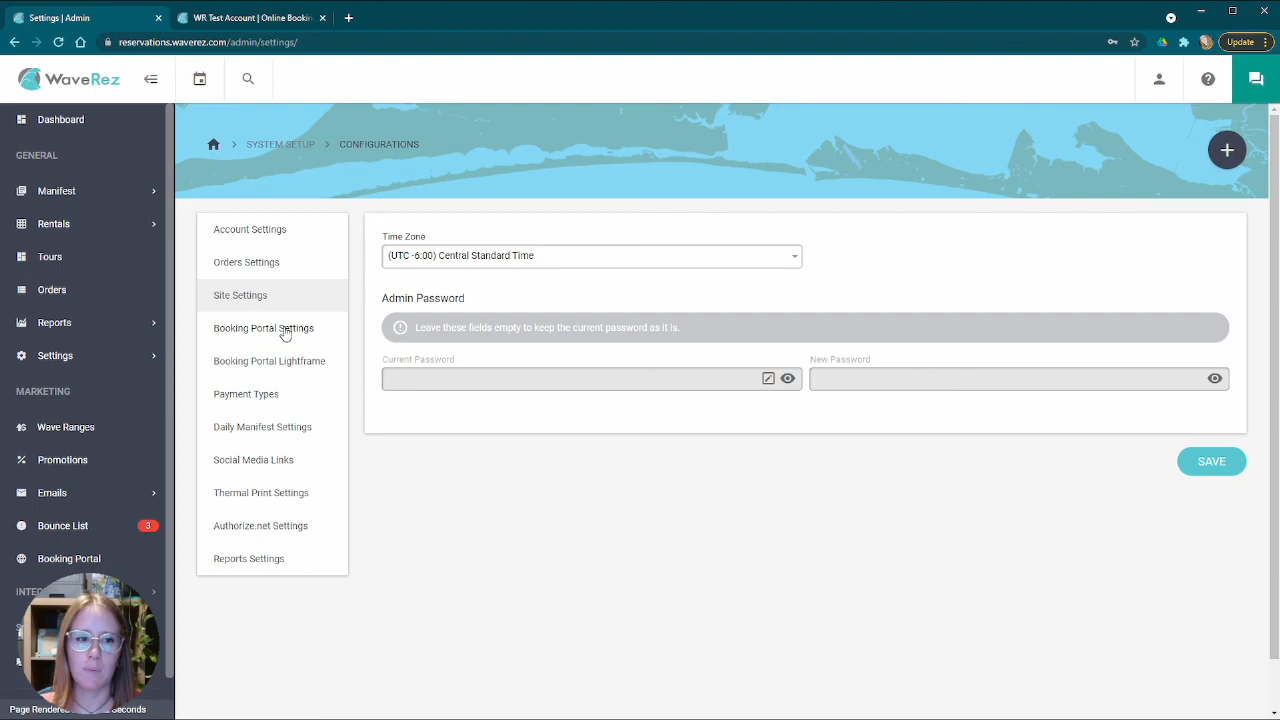 Settings | Admin
WR Test Account | Online Bookin
reservations.waverez.com/admin/settings/
Update
WaveRez
Dashboard
GENERAL
Manifest
Rentals
Tours
Orders
Reports
Settings
MARKETING
Wave Ranges
Promotions
Emails
Bounce List
3
Booking Portal
INTEG
Page Rendered
Seconds
SYSTEM SETUP
CONFIGURATIONS
Account Settings
Orders Settings
Site Settings
Booking Portal Settings
Booking Portal Lightframe
Payment Types
Daily Manifest Settings
Social Media Links
Thermal Print Settings
Authorize.net Settings
Reports Settings
Time Zone
(UTC -6:00) Central Standard Time
Admin Password
Leave these fields empty to keep the current password as it is.
Current Password
New Password
SAVE